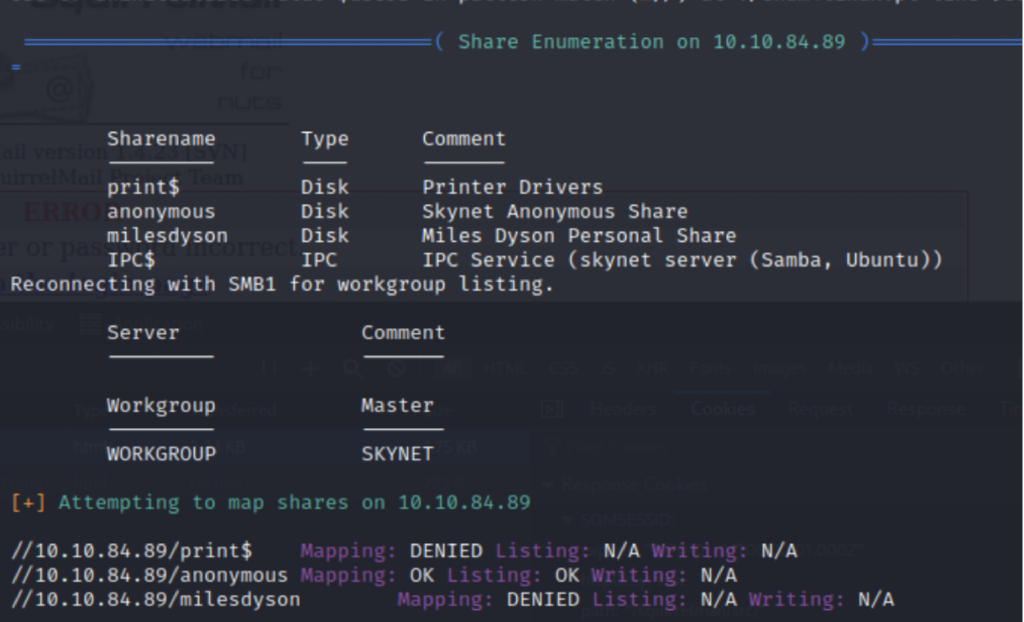 ( Share Enumeration on 10.10.84.89 )
=
for
nuts
Sharename Type Comment
print$ Disk Printer Drivers
anonymous Disk Skynet Anonymous Share
milesdyson Disk Miles Dyson Personal Share
IPC$ IPC IPC Service (skynet server (Samba, Ubuntu))
Reconnecting with SMB1 for workgroup listing.
Server Comment
Workgroup Master
WORKGROUP SKYNET
[+] Attempting to map shares on 10.10.84.89
//10.10.84.89/print$ Mapping: DENIED Listing: N/A Writing: N/A
//10.10.84.89/anonymous Mapping: OK Listing: OK Writing: N/A
//10.10.84.89/milesdyson Mapping: DENIED Listing: N/A Writing: N/A